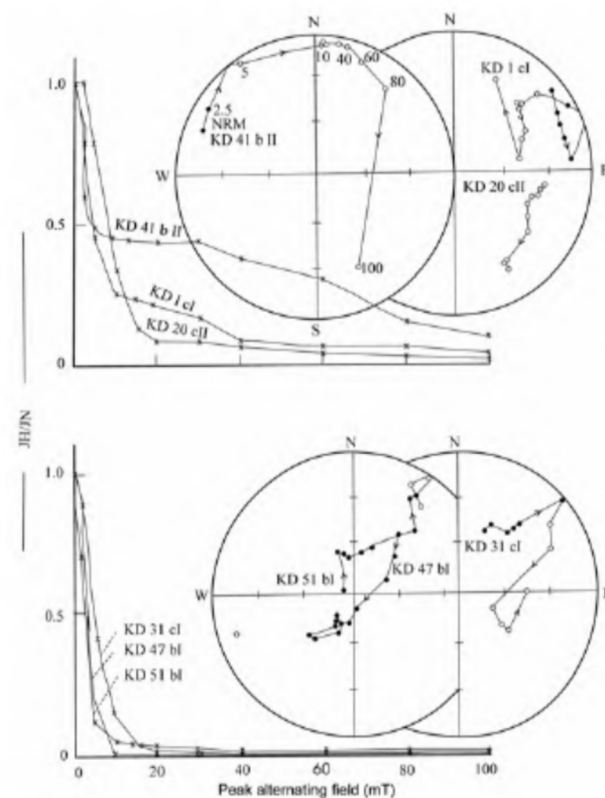 N
5
10
40
60
80
2.5
NRM
KD 41 b II
W
100
S
N
KD 1 cI
E
KD 20 cII
1.0
0.5
0
KD 41 b II
KD 1 cI
KD 20 cII
JH/JN
N
KD 51 bI
KD 47 bI
W
N
KD 31 cI
E
1.0
0.5
0
KD 31 cI
KD 47 bI
KD 51 bI
0
20
40
60
80
100
Peak alternating field (mT)